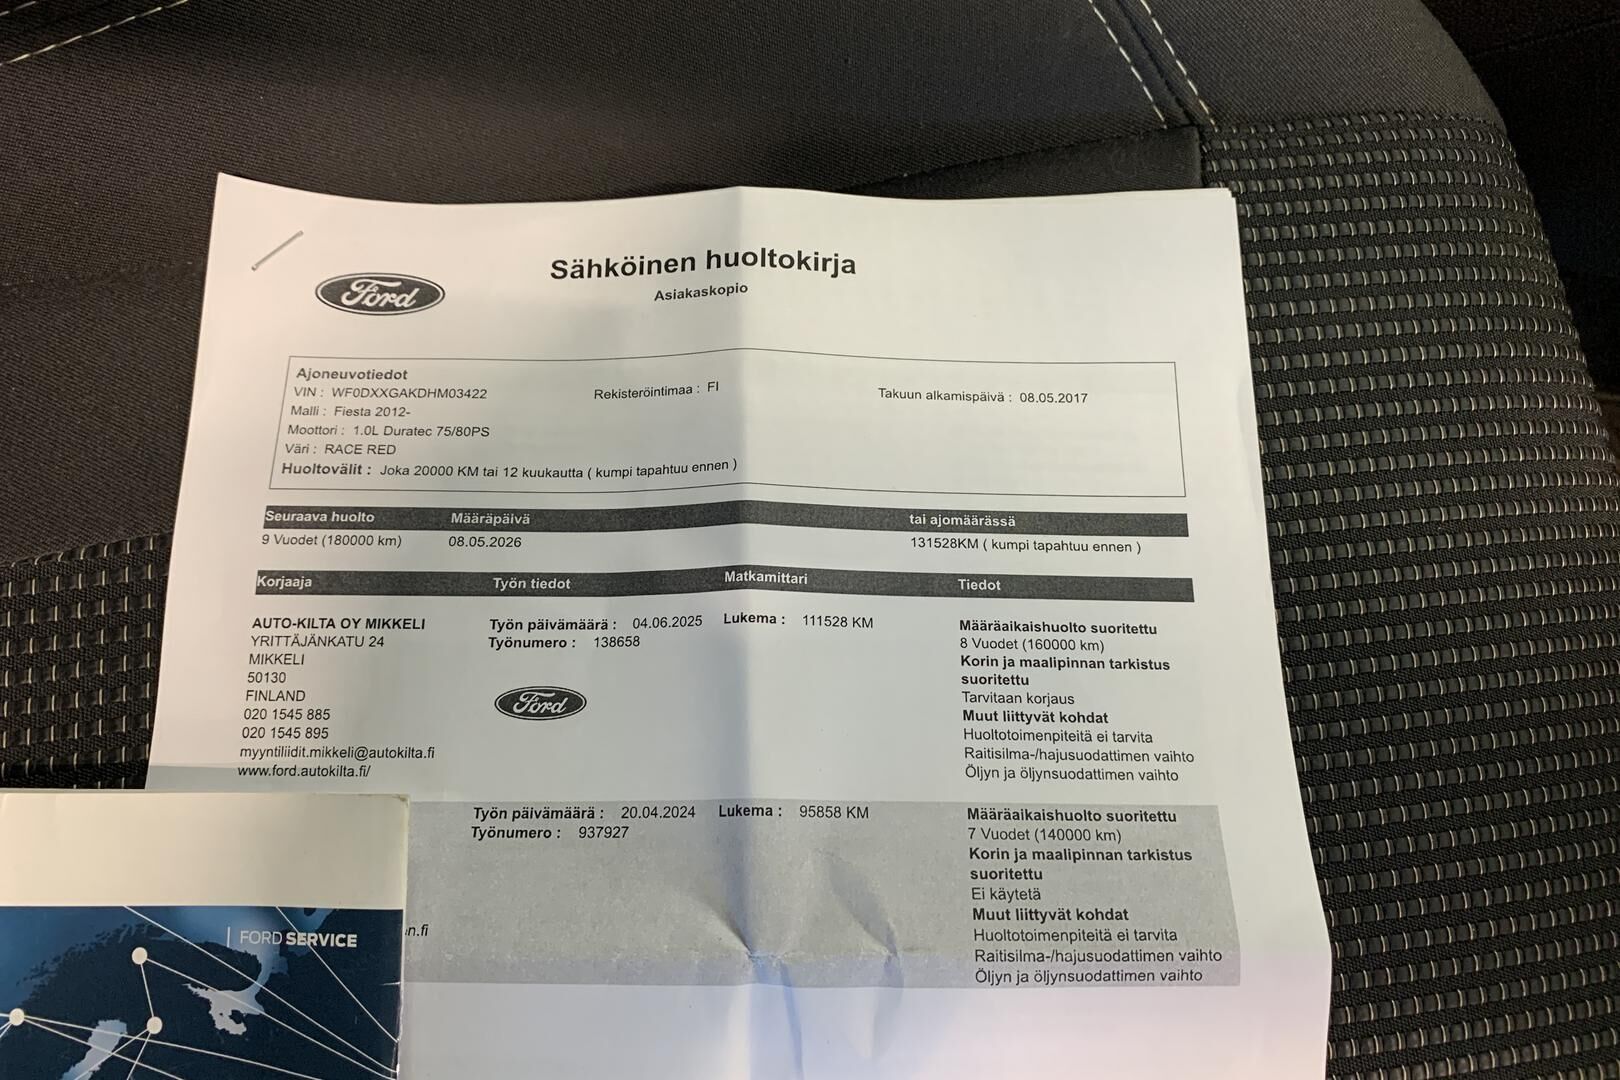 Sähköinen huoltokirja
Asiakaskopio
Ford
Ajoneuvotiedot
VIN : WF0DXXGAKDHM03422 Rekisteröintimaa : FI Takuun alkamispäivä : 08.05.2017
Malli : Fiesta 2012-
Moottori : 1.0L Duratec 75/80PS
Väri : RACE RED
Huoltovälit : Joka 20000 KM tai 12 kuukautta ( kumpi tapahtuu ennen )
Seuraava huolto Määräpäivä tai ajomäärässä
9 Vuodet (180000 km) 08.05.2026 131528KM ( kumpi tapahtuu ennen )
Korjaaja Työn tiedot Matkamittari Tiedot
AUTO-KILTA OY MIKKELI Työn päivämäärä : 04.06.2025 Lukema : 111528 KM Määräaikaishuolto suoritettu
YRITTÄJÄNKATU 24 Työnumero : 138658 8 Vuodet (160000 km)
MIKKELI Korin ja maalipinnan tarkistus
50130 suoritettu
FINLAND Ford Tarvitaan korjaus
020 1545 885 Muut liittyvät kohdat
020 1545 895 Huoltotoimenpiteitä ei tarvita
myyntiliidit.mikkeli@autokilta.fi Raitisilma-/hajusuodattimen vaihto
www.ford.autokilta.fi/ Öljyn ja öljynsuodattimen vaihto
Työn päivämäärä : 20.04.2024 Lukema : 95858 KM Määräaikaishuolto suoritettu
Työnumero : 937927 7 Vuodet (140000 km)
Korin ja maalipinnan tarkistus
suoritettu
Ei käytetä
Muut liittyvät kohdat
n.fi Huoltotoimenpiteitä ei tarvita
Raitisilma-/hajusuodattimen vaihto
Öljyn ja öljynsuodattimen vaihto
FORD SERVICE